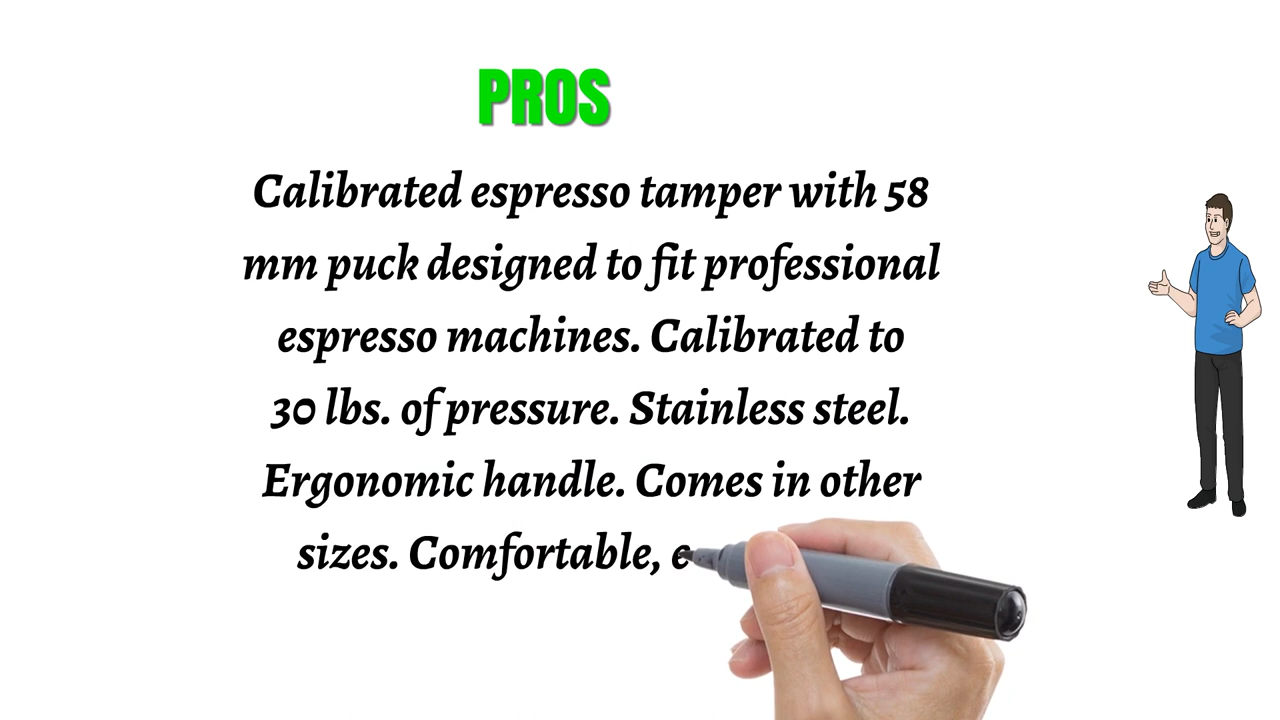 PROS
Calibrated espresso tamper with 58
mm puck designed to fit professional
espresso machines. Calibrated to
30 lbs. of pressure. Stainless steel.
Ergonomic handle. Comes in other
sizes. Comfortable, e